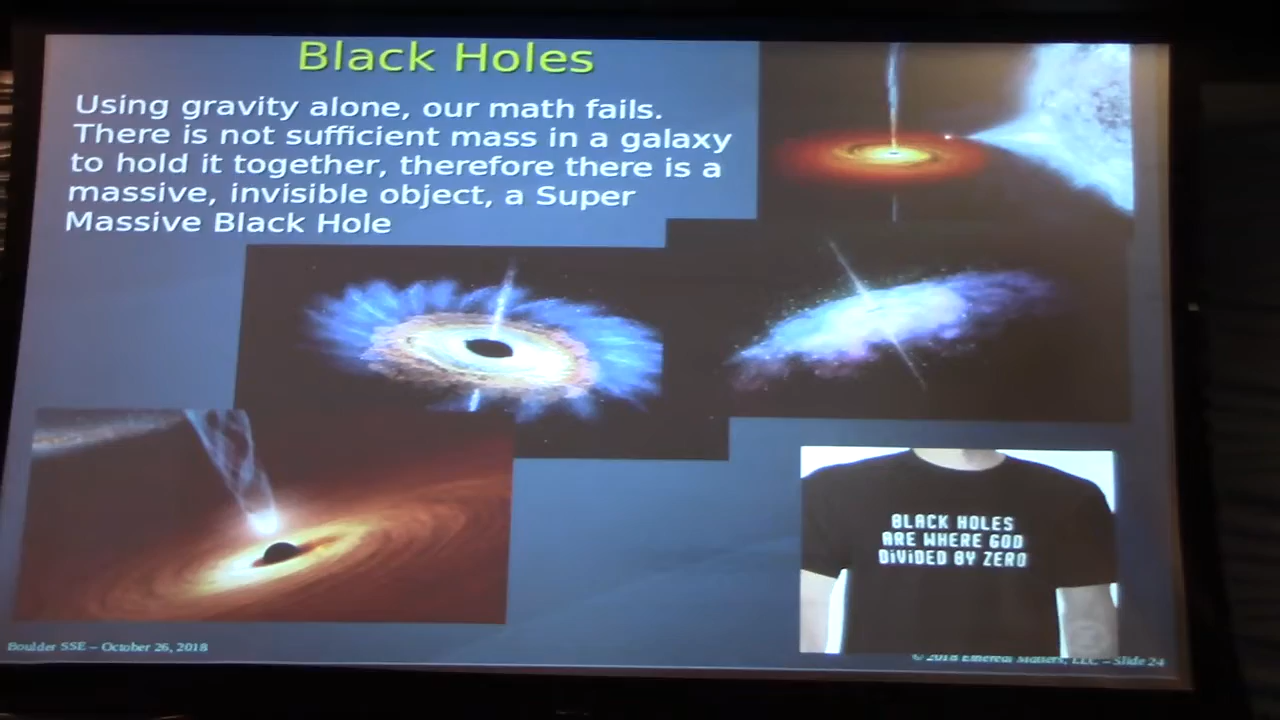 Black Holes
Using gravity alone, our math fails.
There is not sufficient mass in a galaxy
to hold it together, therefore there is a
massive, invisible object, a Super
Massive Black Hole
BLACK HOLES
ARE WHERE GOD
DiViDED BY ZERO
Boulder SSE – October 26, 2018
© 2018 Ethereal Matters, LLC – Slide 24